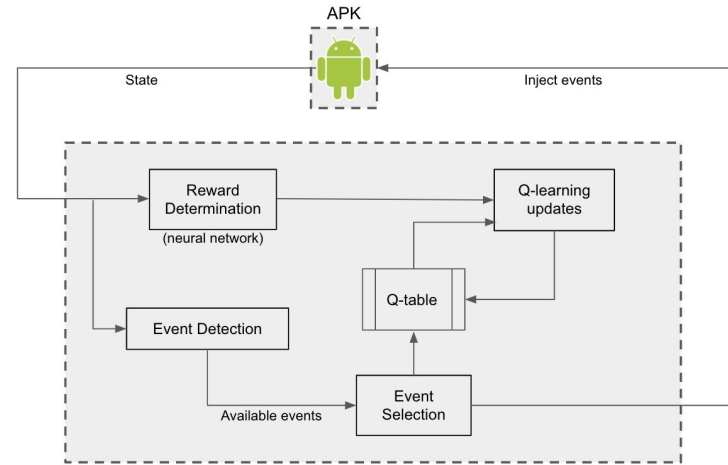 APK
State
Inject events
Reward
Determination
(neural network)
Q-learning
updates
Q-table
Event Detection
Available events
Event
Selection